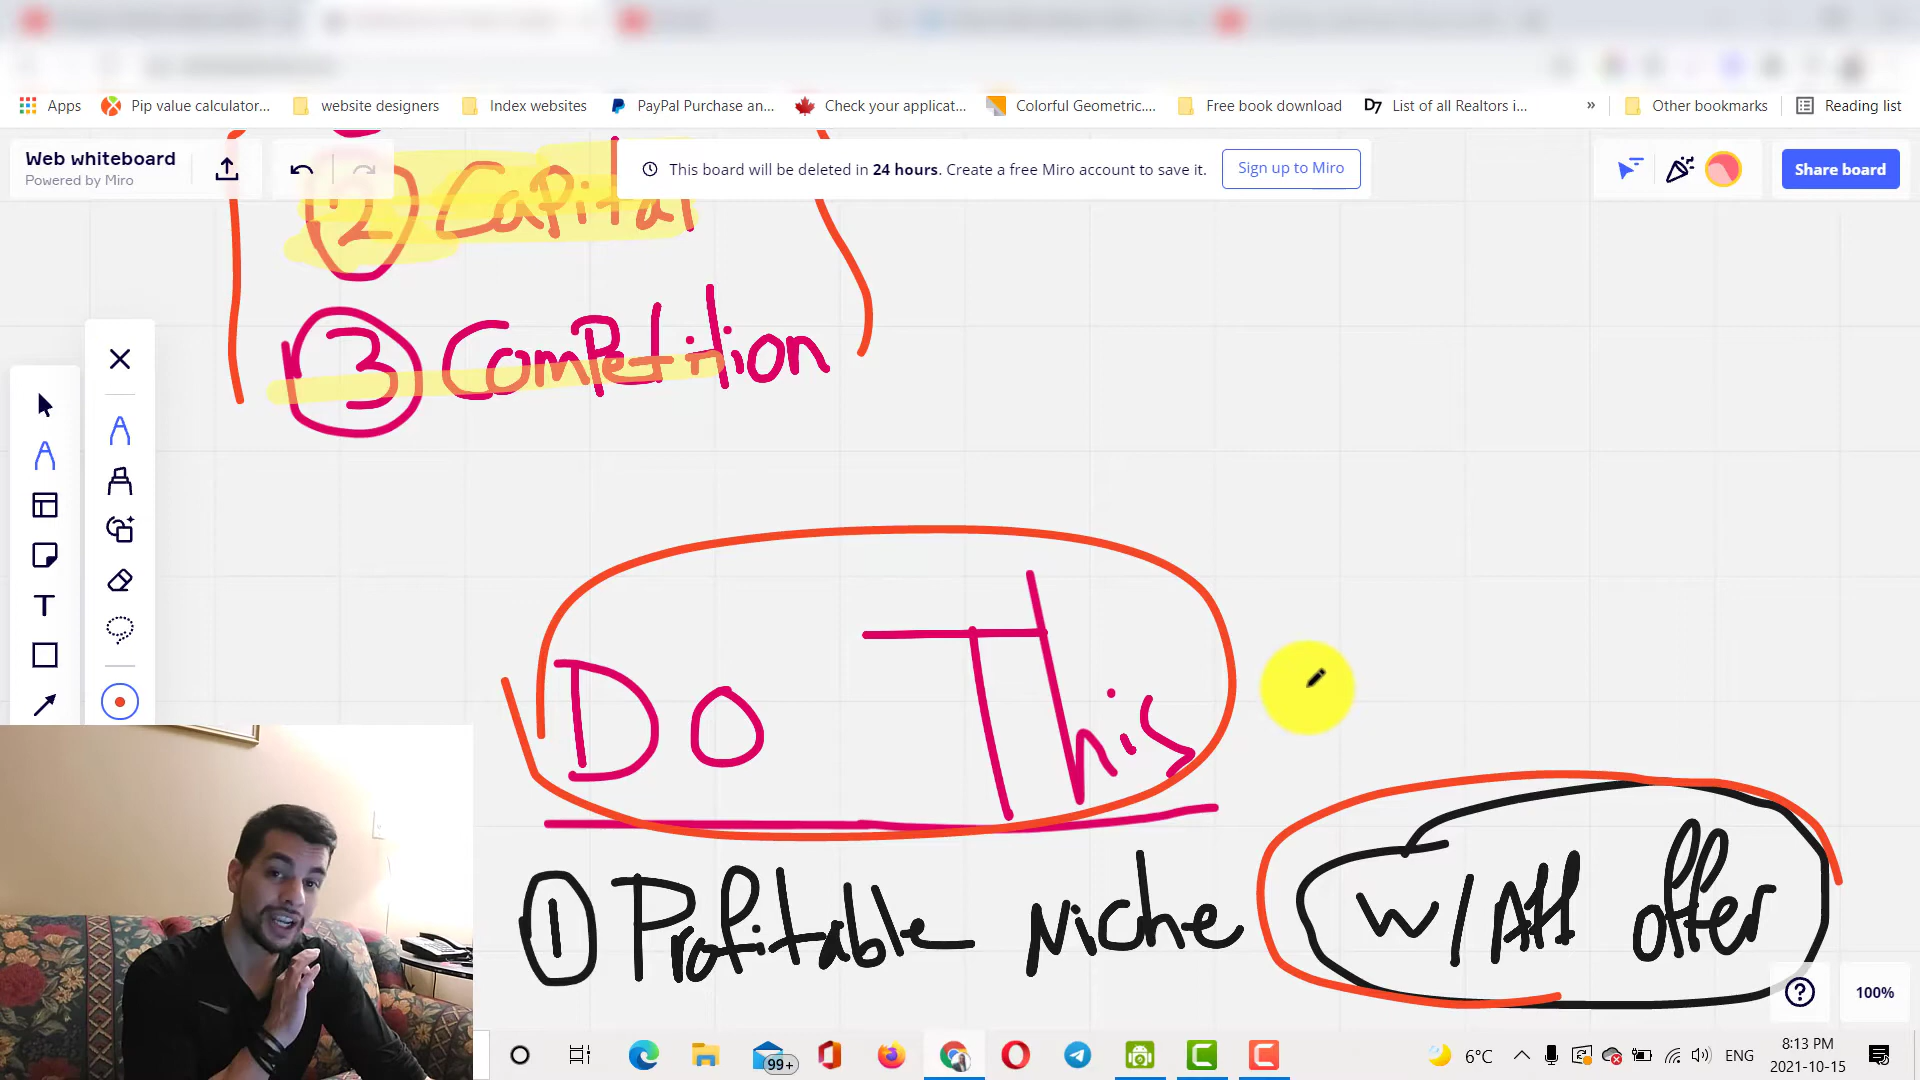 Apps Pip value calculator... website designers Index websites PayPal Purchase an... Check your applicat... Colorful Geometric.... Free book download D7 List of all Realtors i... » Other bookmarks Reading list
Web whiteboard
Powered by Miro
This board will be deleted in 24 hours. Create a free Miro account to save it.
Sign up to Miro
Share board
2 Capital
3 Competition
Do This
1 Profitable Niche w/ Aff offer
100%
99+
6°C
ENG
8:13 PM
2021-10-15